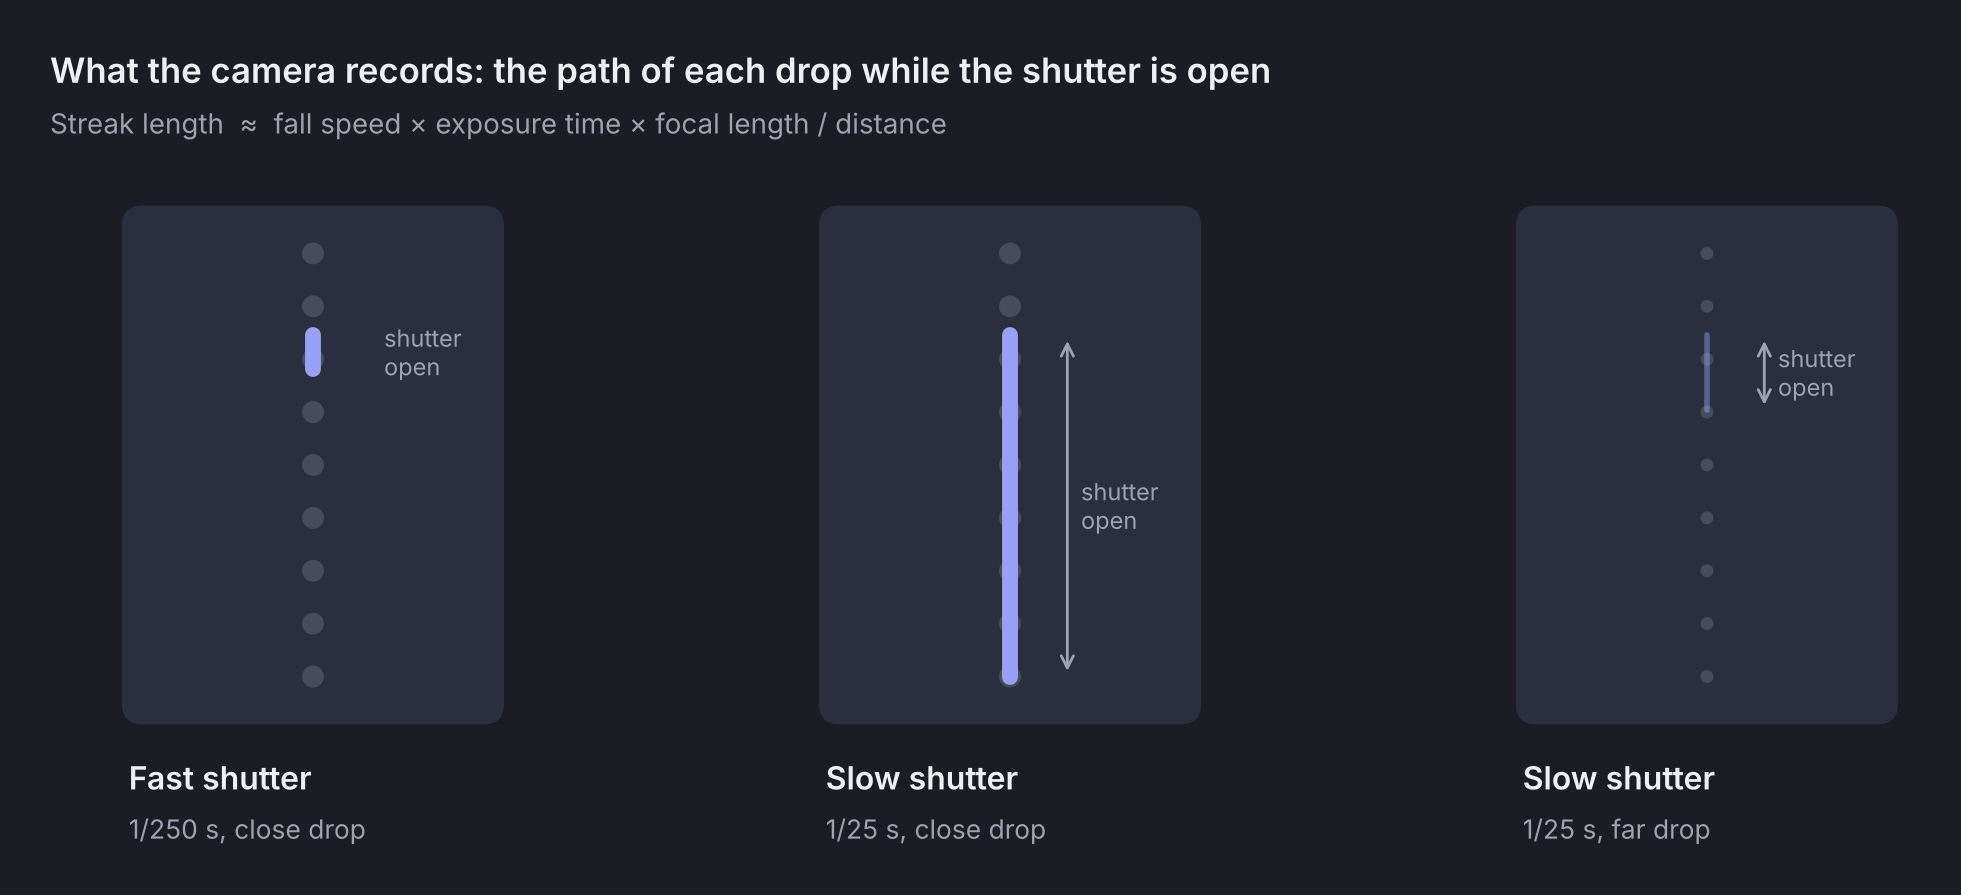 What the camera records: the path of each drop while the shutter is open
Streak length ≈ fall speed × exposure time × focal length / distance
shutter
open
shutter
open
shutter
open
Fast shutter
1/250 s, close drop
Slow shutter
1/25 s, close drop
Slow shutter
1/25 s, far drop